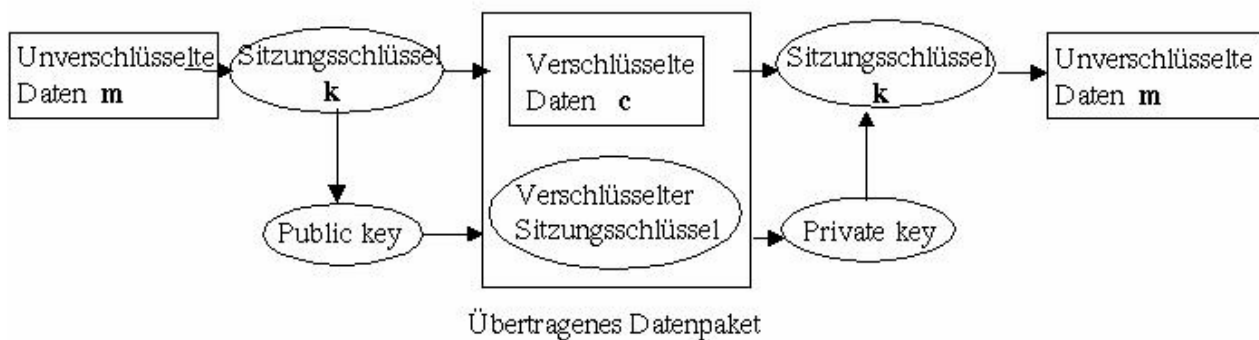 Unverschlüsselte
Daten m
Sitzungsschlüssel
k
Verschlüsselte
Daten c
Sitzungsschlüssel
k
Unverschlüsselte
Daten m
Public key
Verschlüsselter
Sitzungsschlüssel
Private key
Übertragenes Datenpaket